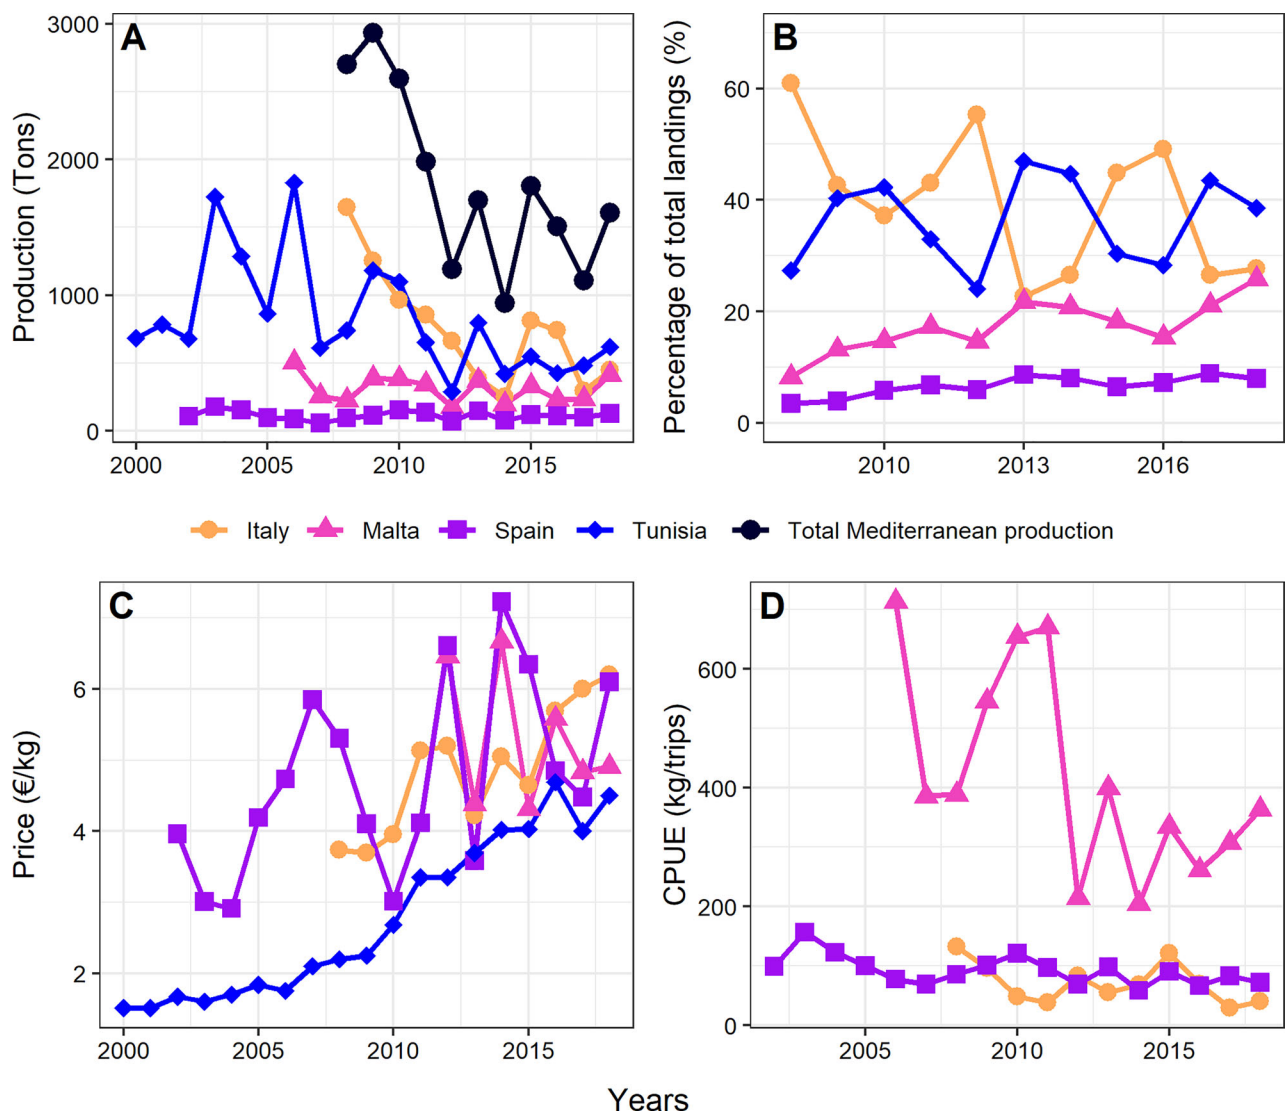 A
Production (Tons)
3000
2000
1000
0
2000 2005 2010 2015
B
Percentage of total landings (%)
60
40
20
0
2010 2013 2016
Italy Malta Spain Tunisia Total Mediterranean production
C
Price (€/kg)
6
4
2
2000 2005 2010 2015
D
CPUE (kg/trips)
600
400
200
0
2005 2010 2015
Years